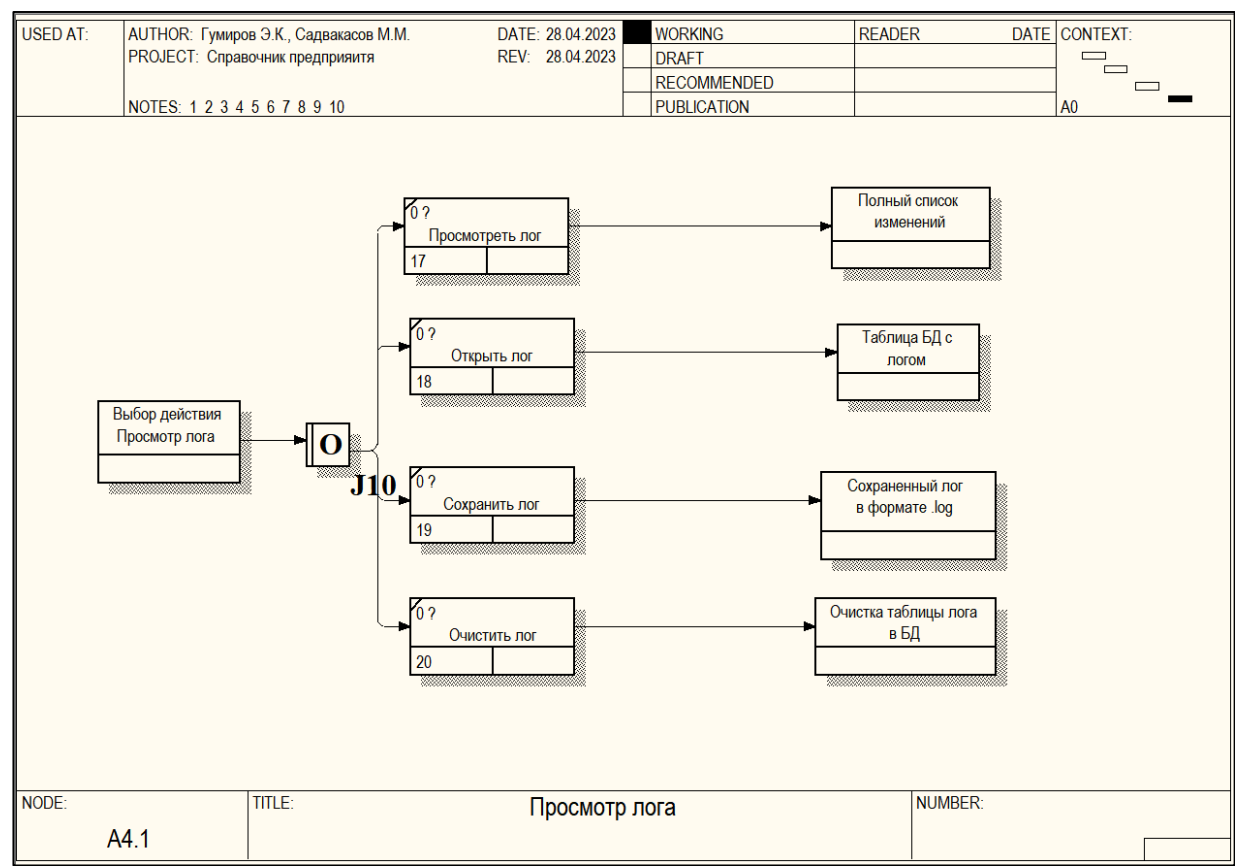 USED AT:
AUTHOR: Гумиров Э.К., Садвакасов М.М.
DATE: 28.04.2023
PROJECT: Справочник предприяитя
REV: 28.04.2023
NOTES: 1 2 3 4 5 6 7 8 9 10
WORKING
DRAFT
RECOMMENDED
PUBLICATION
READER DATE
CONTEXT:
A0
Выбор действия
Просмотр лога
O
J10
0 ?
Просмотреть лог
17
Полный список
изменений
0 ?
Открыть лог
18
Таблица БД с
логом
0 ?
Сохранить лог
19
Сохраненный лог
в формате .log
0 ?
Очистить лог
20
Очистка таблицы лога
в БД
NODE:
A4.1
TITLE:
Просмотр лога
NUMBER: